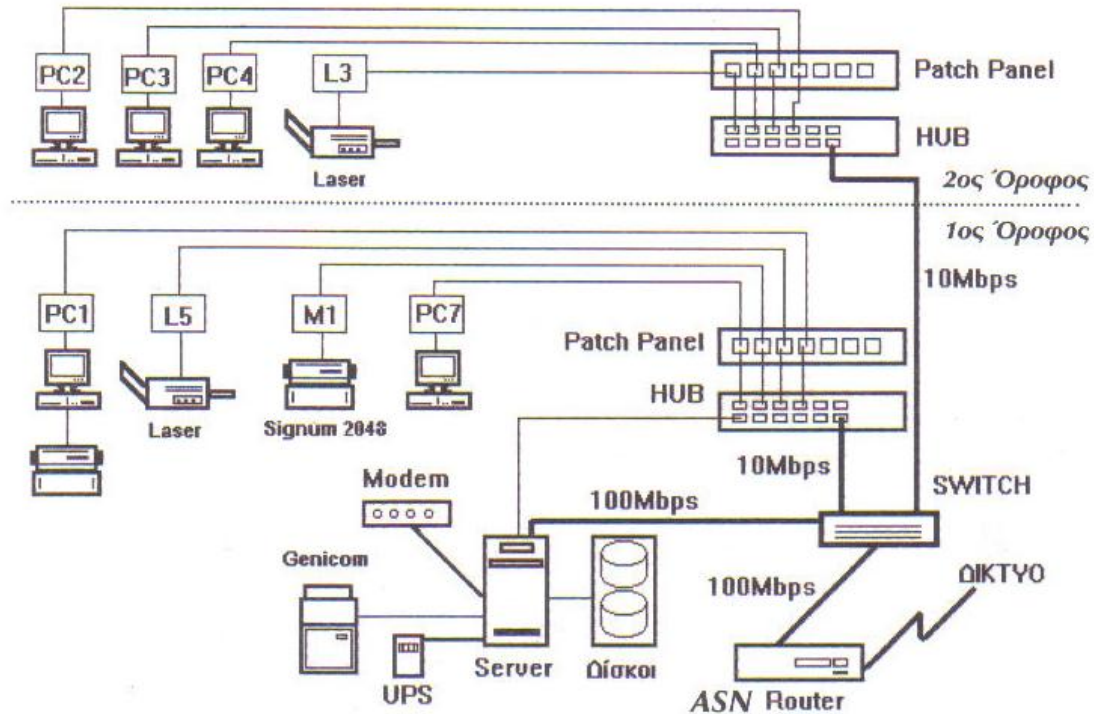 PC2
PC3
PC4
L3
Patch Panel
HUB
Laser
2ος Όροφος
1ος Όροφος
10Mbps
PC1
L5
M1
PC7
Patch Panel
HUB
Laser
Signum 2048
10Mbps
SWITCH
Modem
100Mbps
Genicom
100Mbps
ΔΙΚΤΥΟ
Server
Δίσκοι
UPS
ASN Router